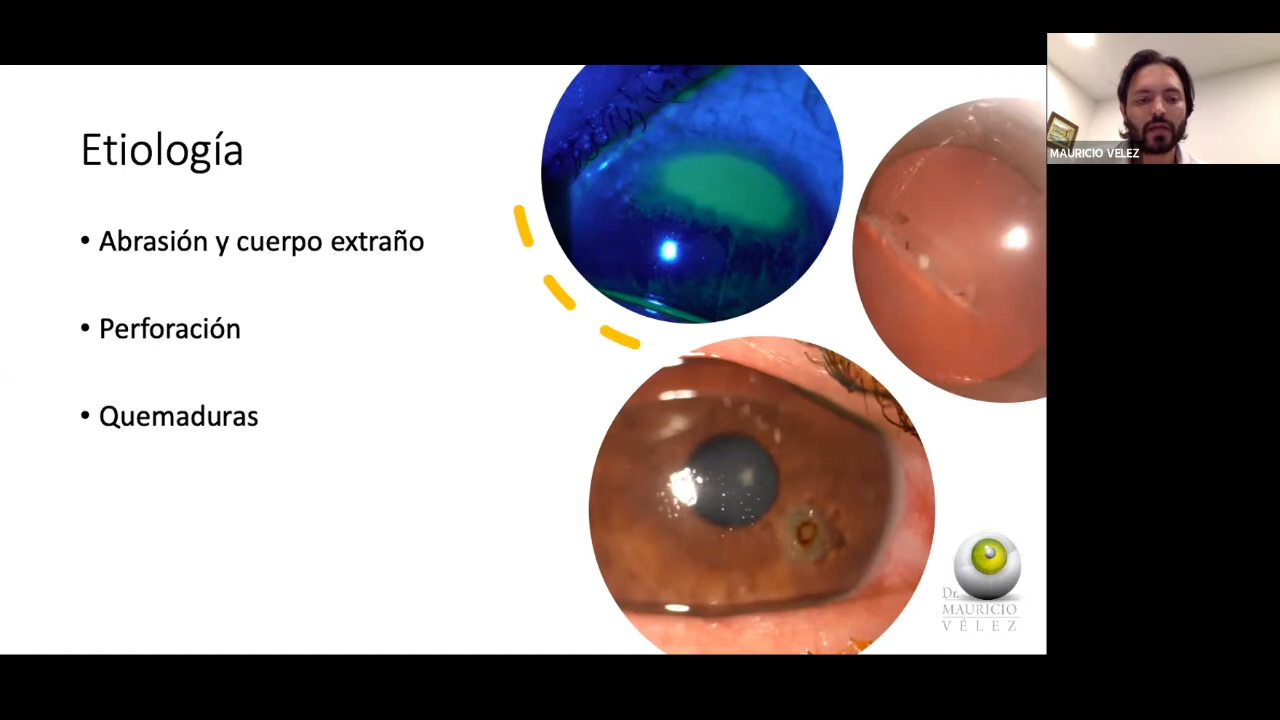 Etiología
• Abrasión y cuerpo extraño
• Perforación
• Quemaduras
MAURICIO VELEZ
Dr.
MAURICIO
VÉLEZ